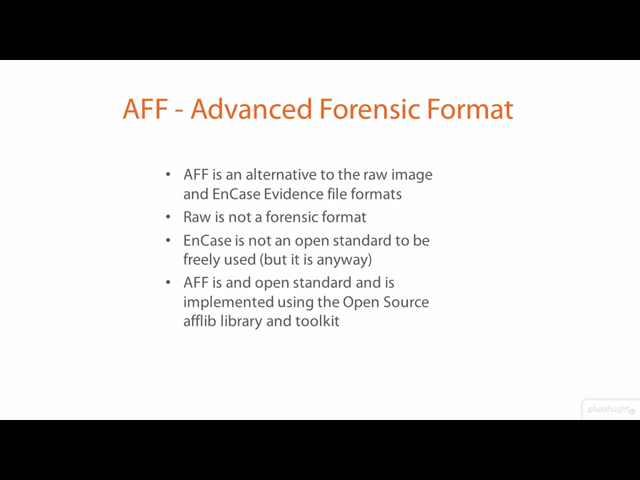 AFF - Advanced Forensic Format
• AFF is an alternative to the raw image
and EnCase Evidence file formats
• Raw is not a forensic format
• EnCase is not an open standard to be
freely used (but it is anyway)
• AFF is and open standard and is
implemented using the Open Source
afflib library and toolkit
pluralsight